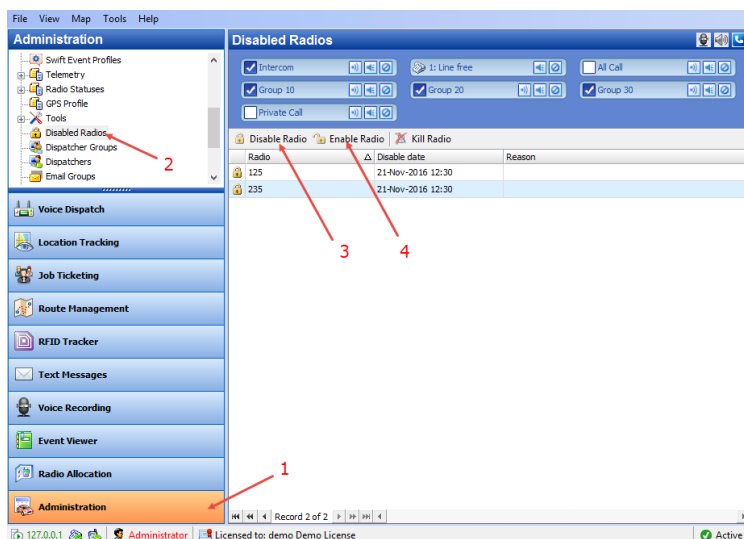 File View Map Tools Help
Administration
Swift Event Profiles
Telemetry
Radio Statuses
GPS Profile
Tools
Disabled Radios
Dispatcher Groups
Dispatchers
Email Groups
2
Voice Dispatch
Location Tracking
Job Ticketing
Route Management
RFID Tracker
Text Messages
Voice Recording
Event Viewer
Radio Allocation
Administration
1
Disabled Radios
Intercom
1: Line free
All Call
Group 10
Group 20
Group 30
Private Call
Disable Radio Enable Radio Kill Radio
Radio Disable date Reason
125 21-Nov-2016 12:30
235 21-Nov-2016 12:30
3 4
Record 2 of 2
127.0.0.1 Administrator Licensed to: demo Demo License Active